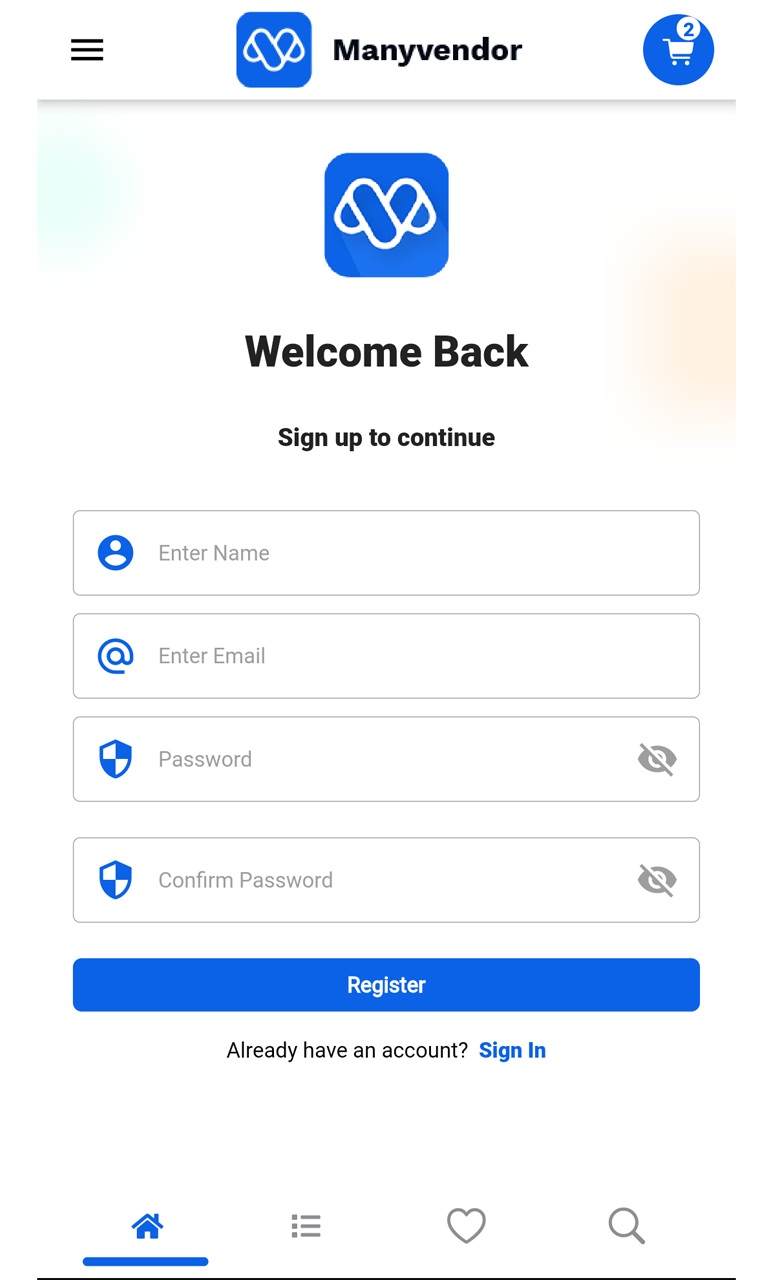 Manyvendor
2
Welcome Back
Sign up to continue
Enter Name
Enter Email
Password
Confirm Password
Register
Already have an account? Sign In